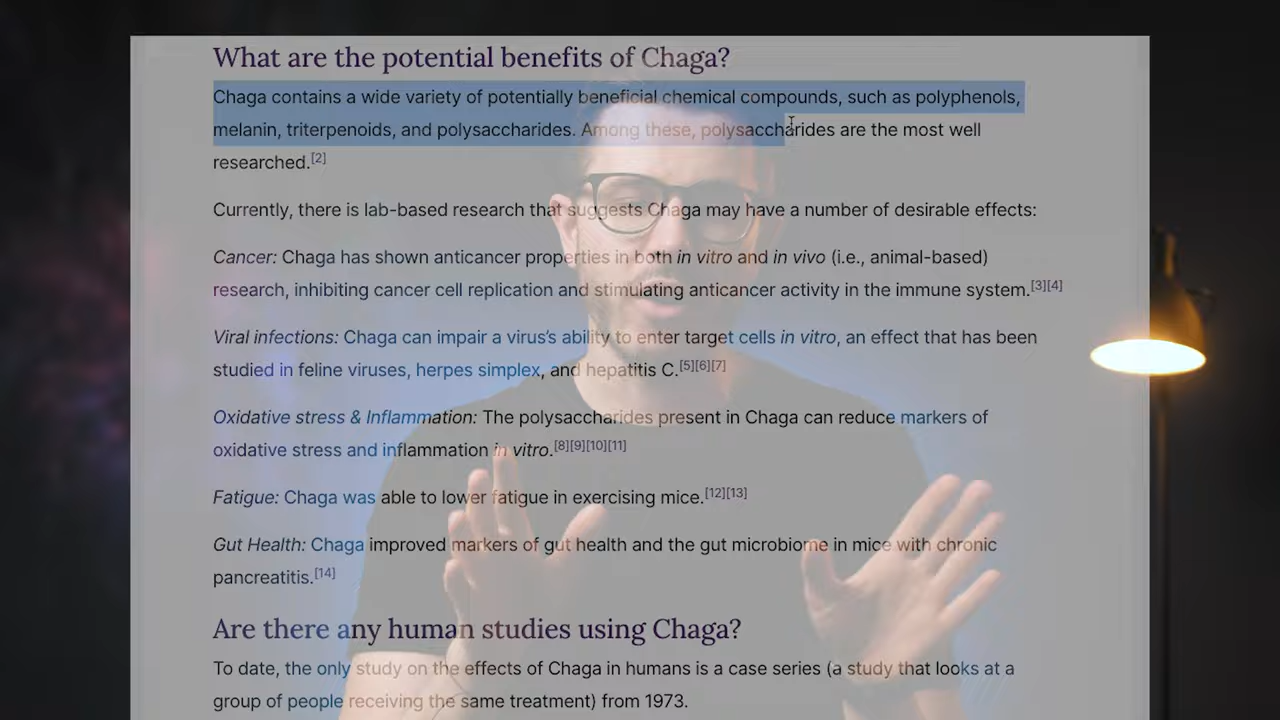 What are the potential benefits of Chaga?
Chaga contains a wide variety of potentially beneficial chemical compounds, such as polyphenols,
melanin, triterpenoids, and polysaccharides. Among these, polysaccharides are the most well
researched.[2]
Currently, there is lab-based research that suggests Chaga may have a number of desirable effects:
Cancer: Chaga has shown anticancer properties in both in vitro and in vivo (i.e., animal-based)
research, inhibiting cancer cell replication and stimulating anticancer activity in the immune system.[3][4]
Viral infections: Chaga can impair a virus's ability to enter target cells in vitro, an effect that has been
studied in feline viruses, herpes simplex, and hepatitis C.[5][6][7]
Oxidative stress & Inflammation: The polysaccharides present in Chaga can reduce markers of
oxidative stress and inflammation in vitro.[8][9][10][11]
Fatigue: Chaga was able to lower fatigue in exercising mice.[12][13]
Gut Health: Chaga improved markers of gut health and the gut microbiome in mice with chronic
pancreatitis.[14]
Are there any human studies using Chaga?
To date, the only study on the effects of Chaga in humans is a case series (a study that looks at a
group of people receiving the same treatment) from 1973.